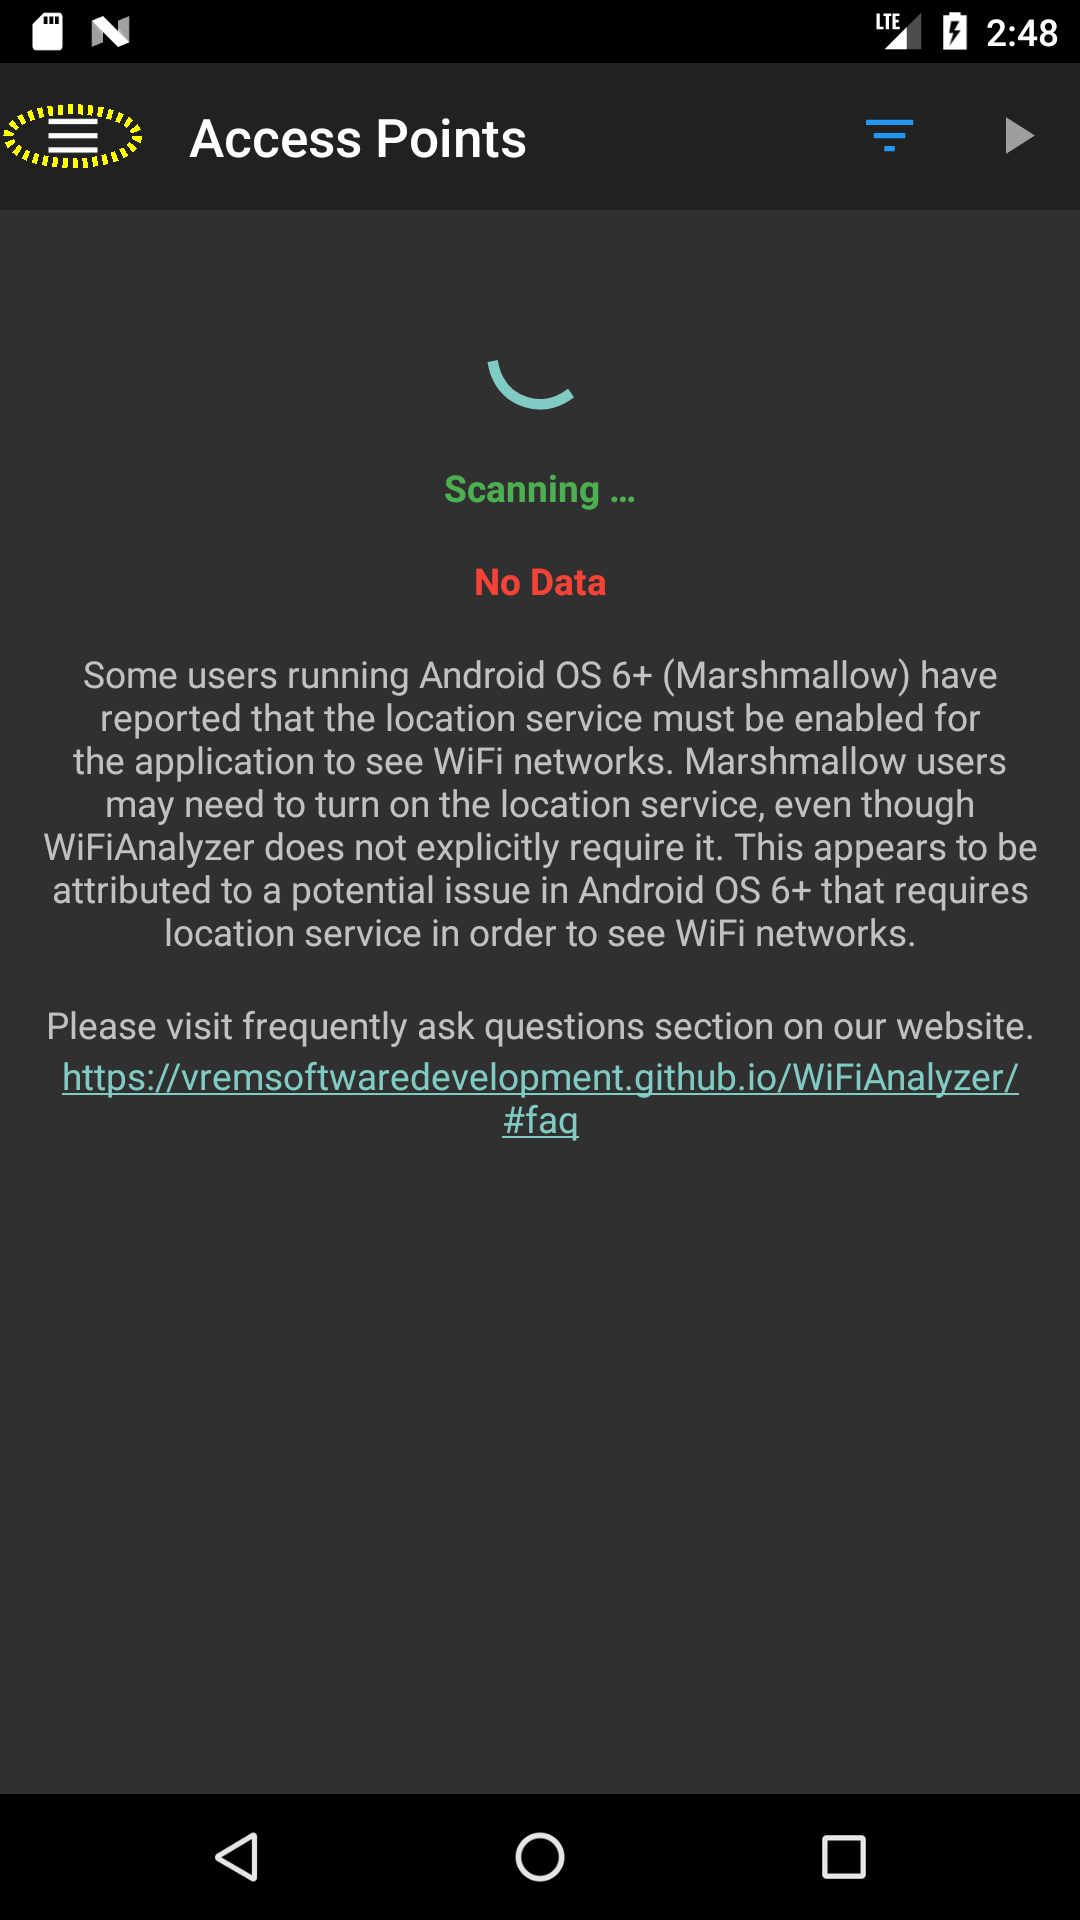 LTE 2:48
Access Points
Scanning ...
No Data
Some users running Android OS 6+ (Marshmallow) have
reported that the location service must be enabled for
the application to see WiFi networks. Marshmallow users
may need to turn on the location service, even though
WiFiAnalyzer does not explicitly require it. This appears to be
attributed to a potential issue in Android OS 6+ that requires
location service in order to see WiFi networks.
Please visit frequently ask questions section on our website.
https://vremsoftwaredevelopment.github.io/WiFiAnalyzer/
#faq